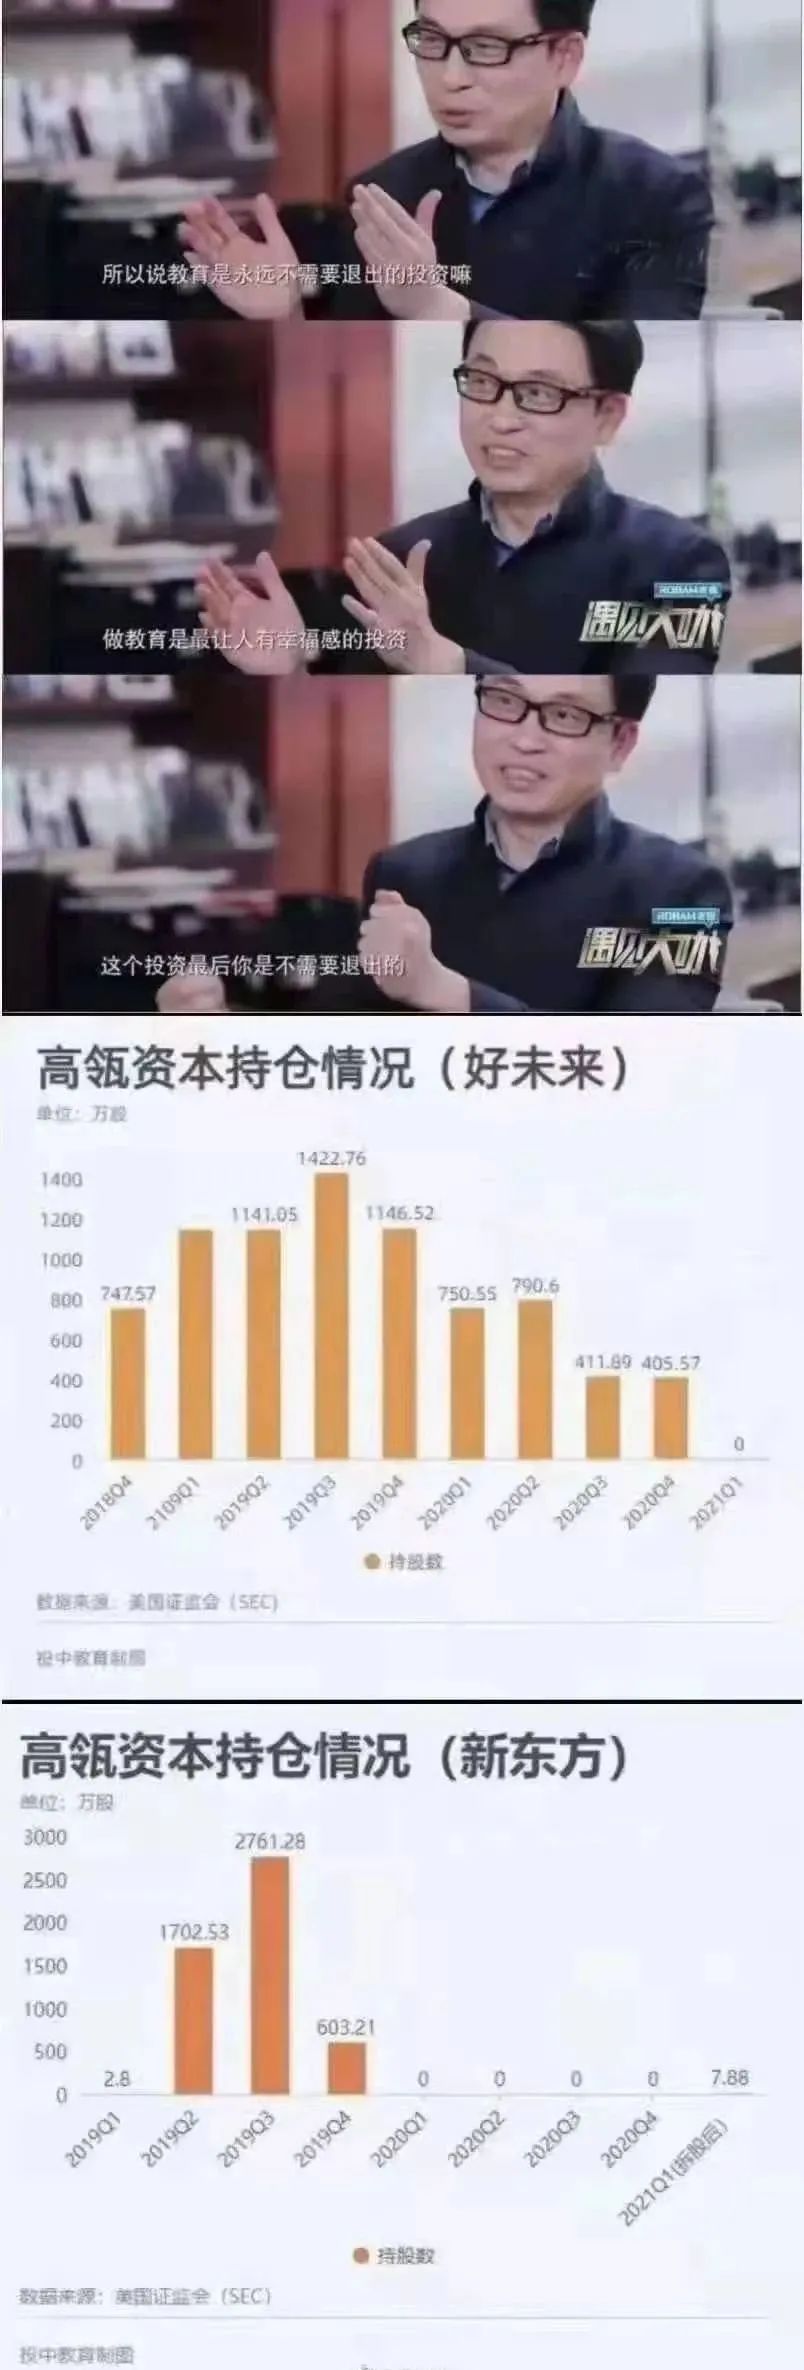 所以说教育是永远不需要退出的投资嘛
ROBAM老板
遇见大咖
做教育是最让人有幸福感的投资
ROBAM老板
遇见大咖
这个投资最后你是不需要退出的
高瓴资本持仓情况（好未来）
单位：万股
1422.76
1400
1200
1141.05
1146.52
1000
800
747.57
750.55
790.6
600
400
411.89
405.57
200
0
0
2018Q4
2109Q1
2019Q2
2019Q3
2019Q4
2020Q1
2020Q2
2020Q3
2020Q4
2021Q1
持股数
数据来源：美国证监会（SEC）
投中教育制图
高瓴资本持仓情况（新东方）
单位：万股
3000
2761.28
2500
2000
1702.53
1500
1000
603.21
500
0
2.8
0
0
0
0
7.88
2019Q1
2019Q2
2019Q3
2019Q4
2020Q1
2020Q2
2020Q3
2020Q4
2021Q1(拆股后)
持股数
数据来源：美国证监会（SEC）
投中教育制图